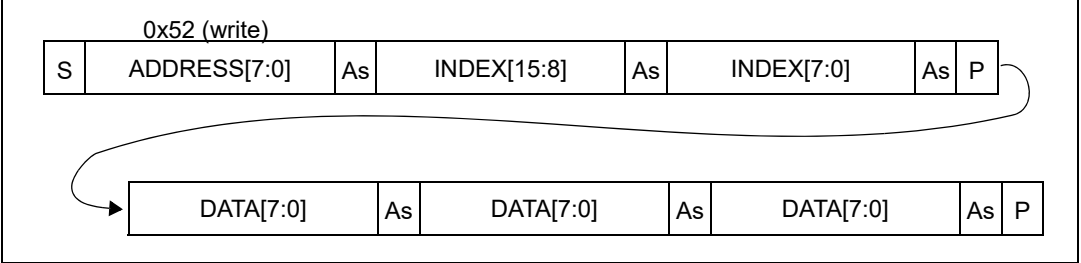 0x52 (write)
S ADDRESS[7:0] As INDEX[15:8] As INDEX[7:0] As P
DATA[7:0] As DATA[7:0] As DATA[7:0] As P